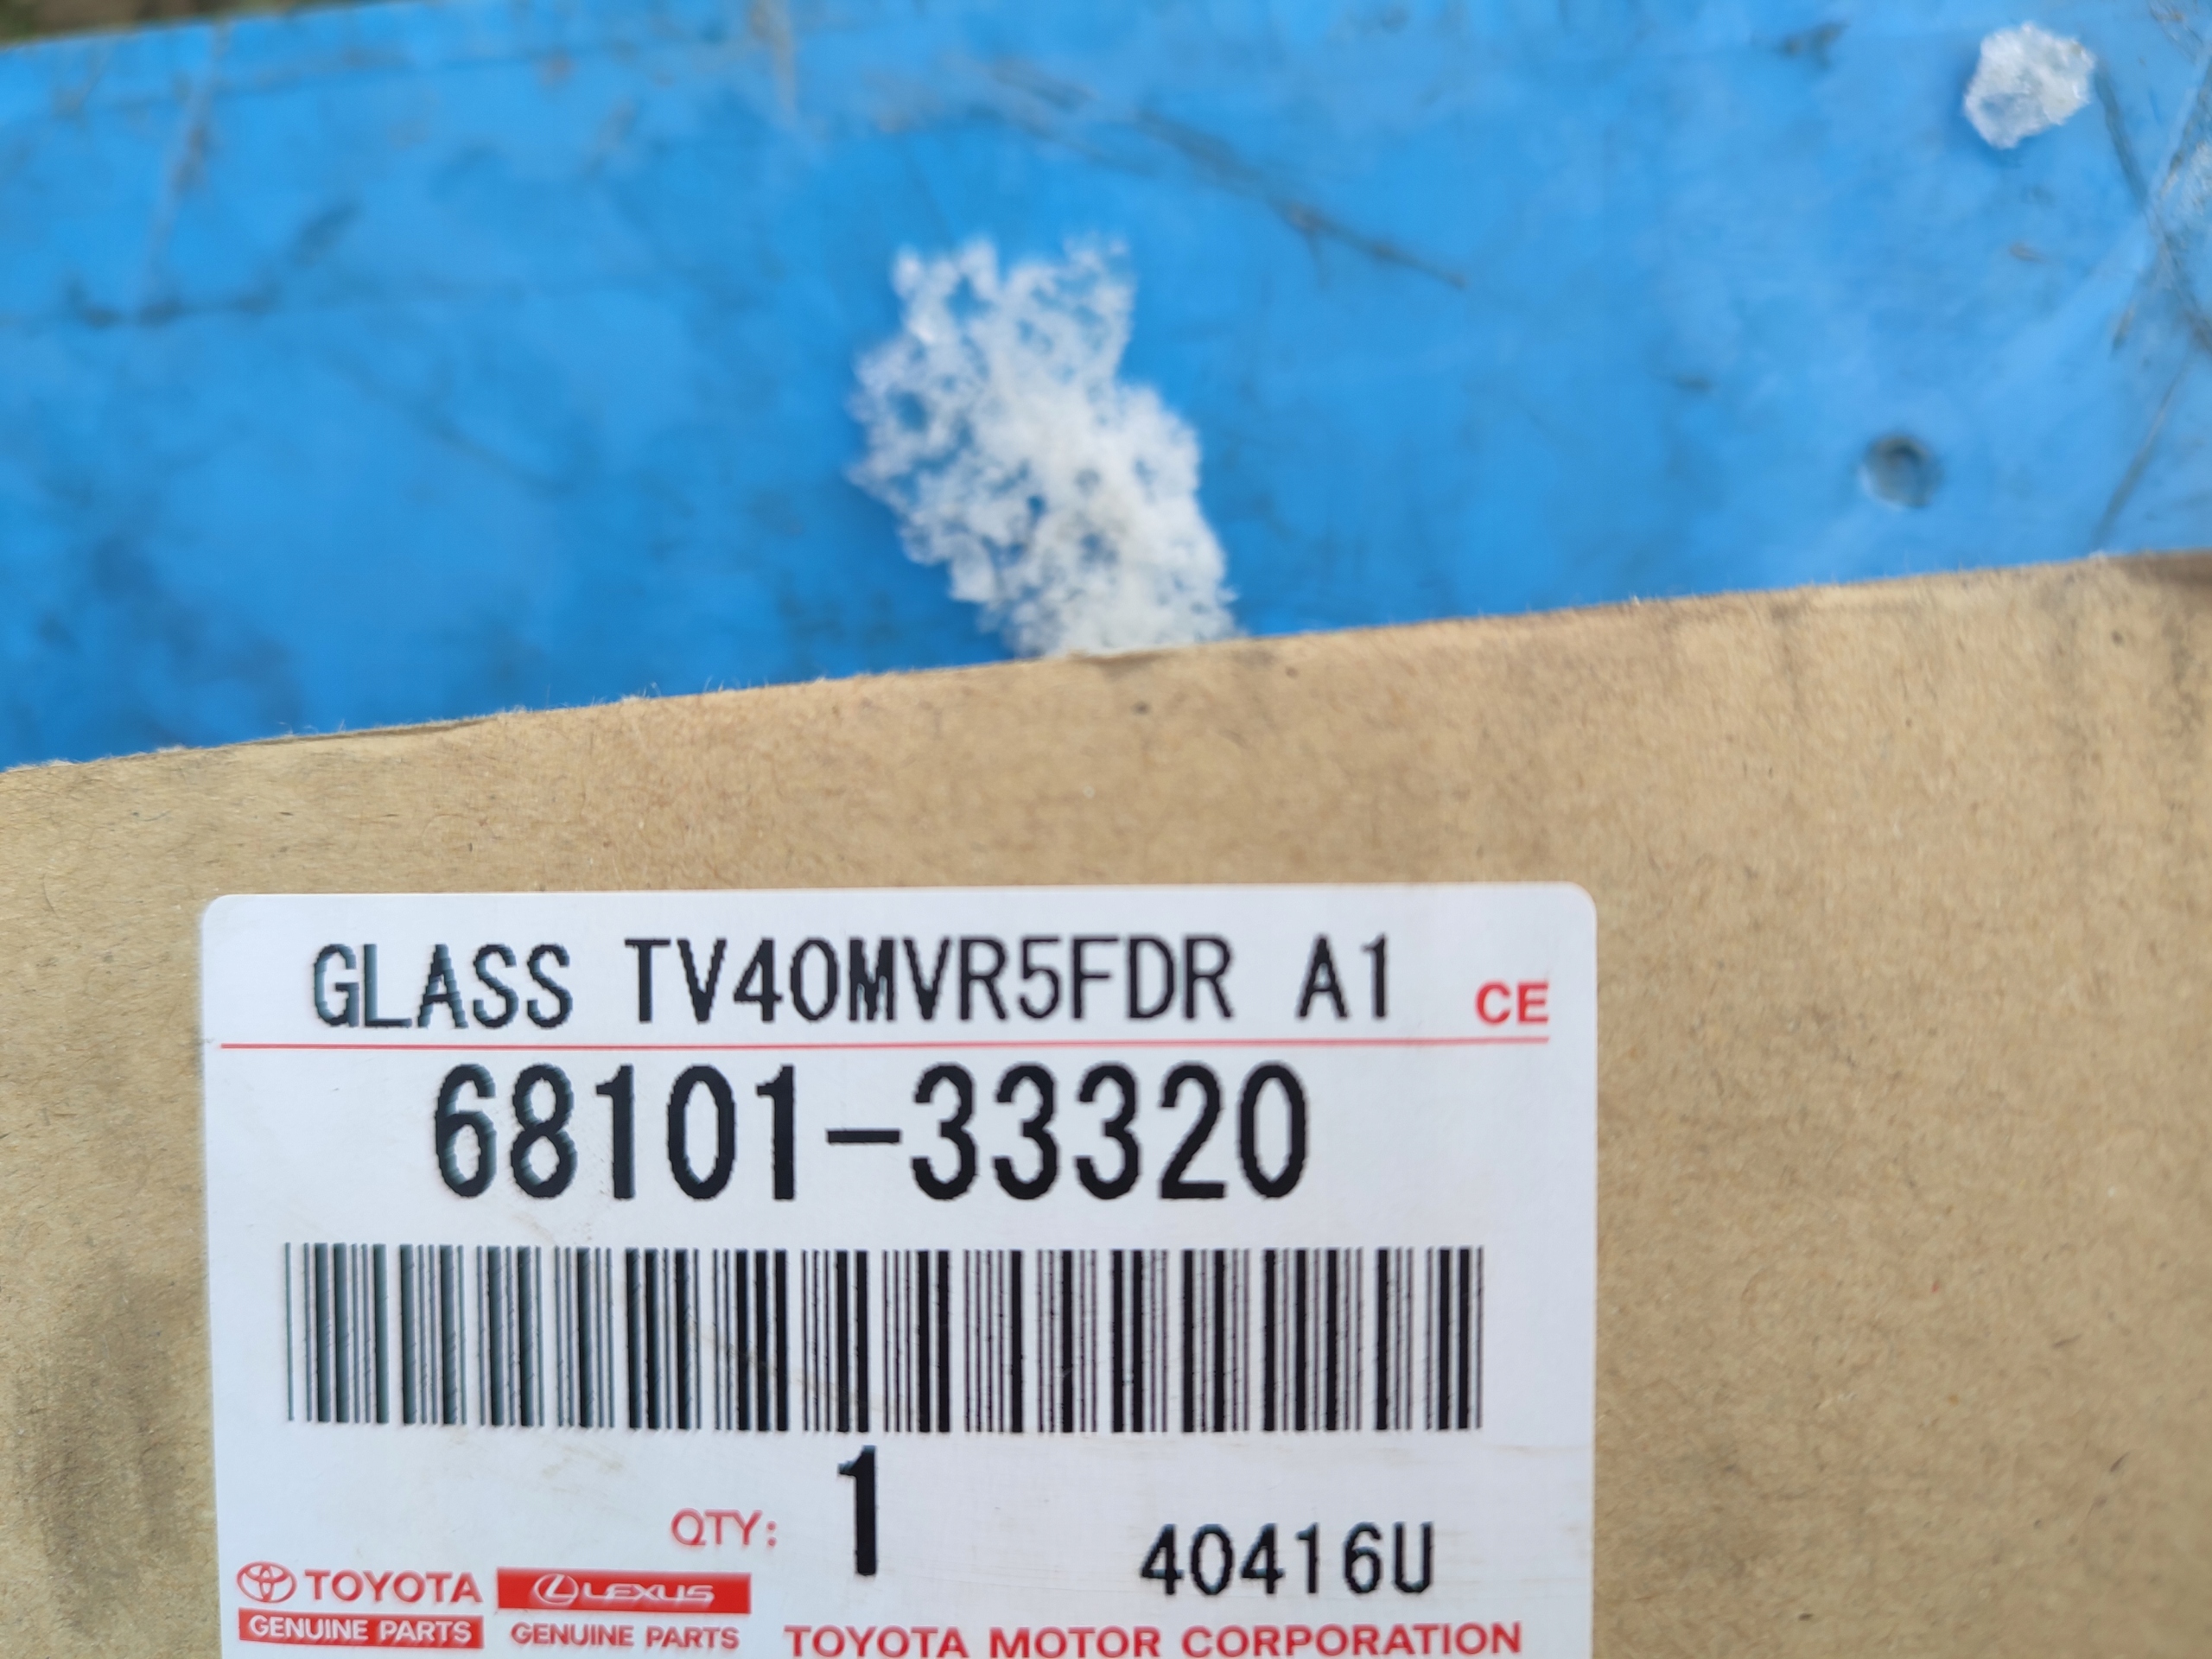 GLASS TV40MVR5FDR A1
CE
68101-33320
QTY: 1
40416U
TOYOTA
GENUINE PARTS
LEXUS
GENUINE PARTS
TOYOTA MOTOR CORPORATION